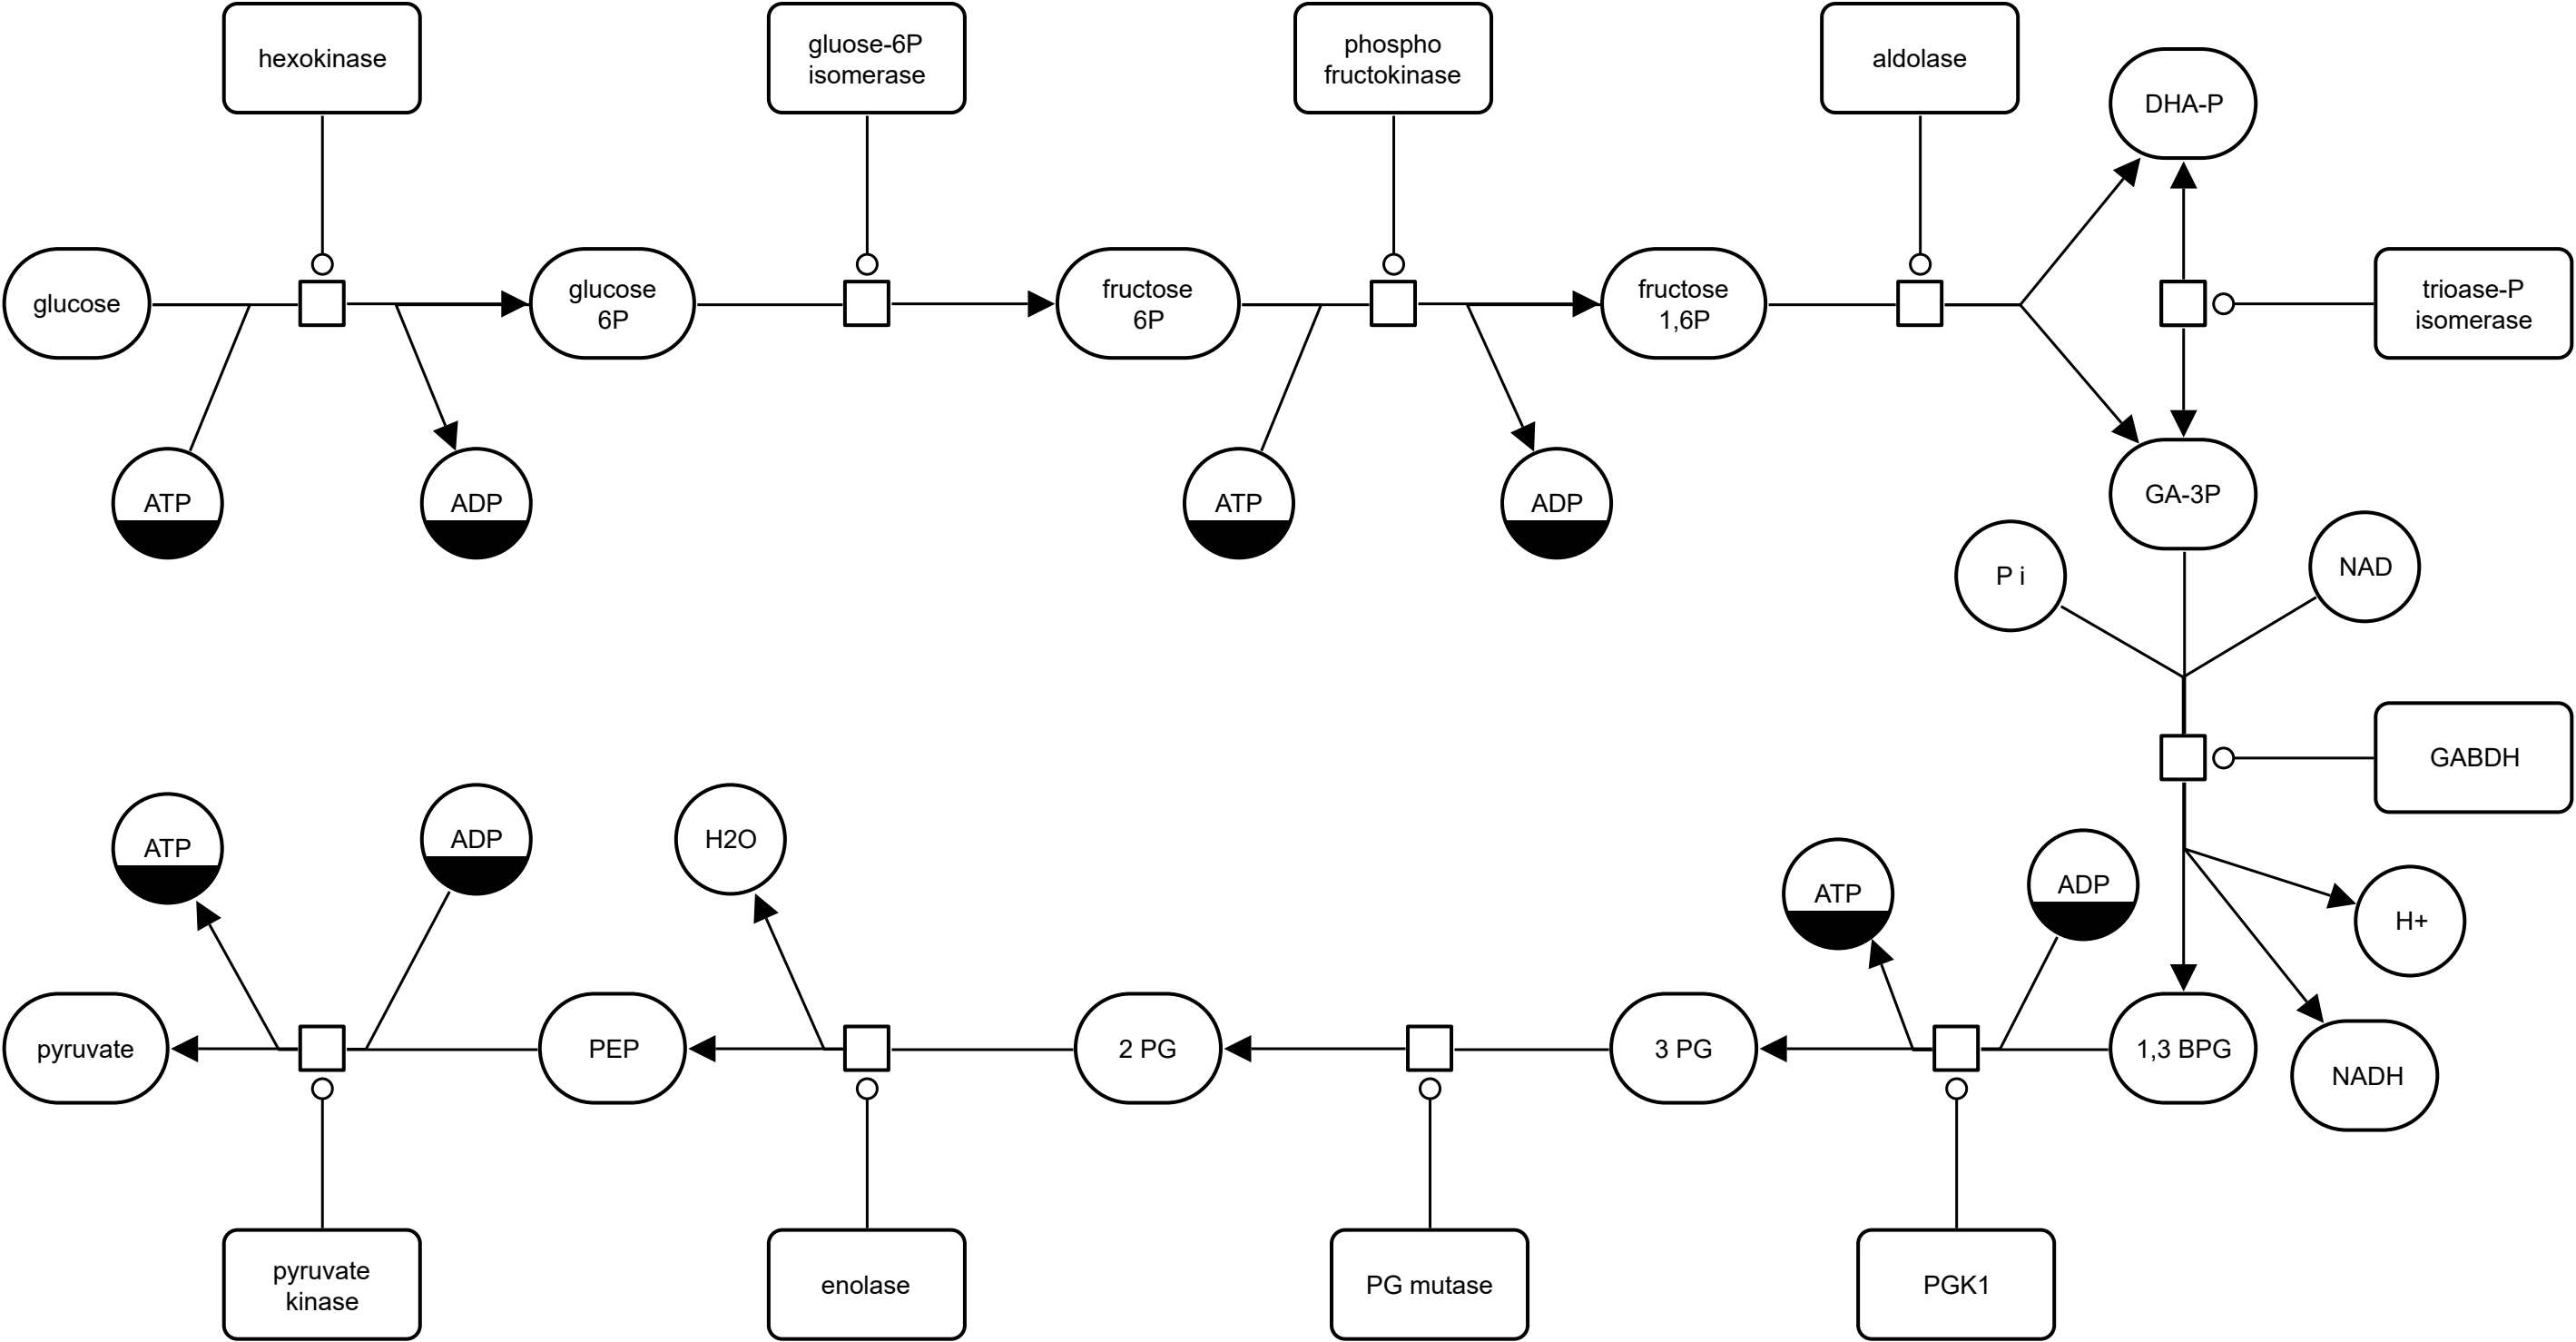 hexokinase
gluose-6P
isomerase
phospho
fructokinase
aldolase
DHA-P
glucose
glucose
6P
fructose
6P
fructose
1,6P
trioase-P
isomerase
ATP
ADP
ATP
ADP
GA-3P
P i
NAD
GABDH
ATP
ADP
H2O
ATP
ADP
H+
pyruvate
PEP
2 PG
3 PG
1,3 BPG
NADH
pyruvate
kinase
enolase
PG mutase
PGK1